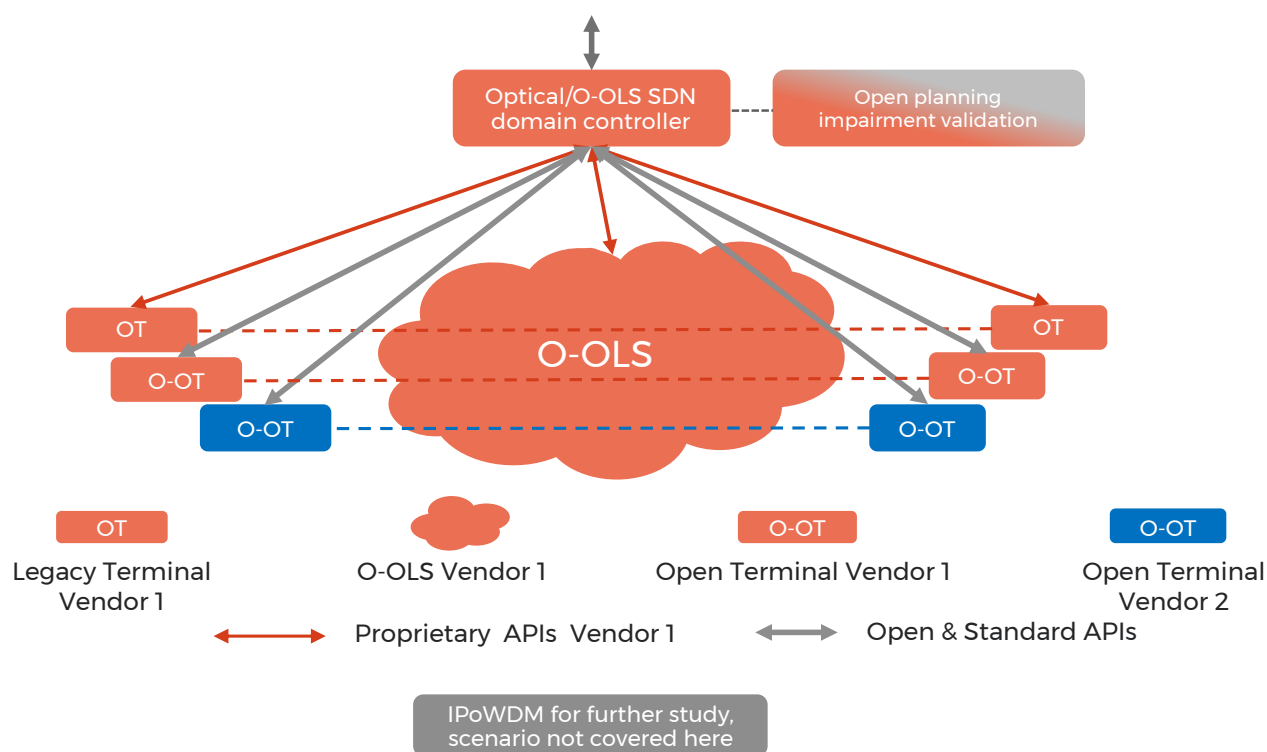 Optical/O-OLS SDN
domain controller
Open planning
impairment validation
OT
OT
O-OLS
O-OT
O-OT
O-OT
O-OT
OT
O-OT
O-OT
Legacy Terminal
Vendor 1
O-OLS Vendor 1
Open Terminal Vendor 1
Open Terminal
Vendor 2
Proprietary APIs Vendor 1
Open & Standard APIs
IPoWDM for further study,
scenario not covered here